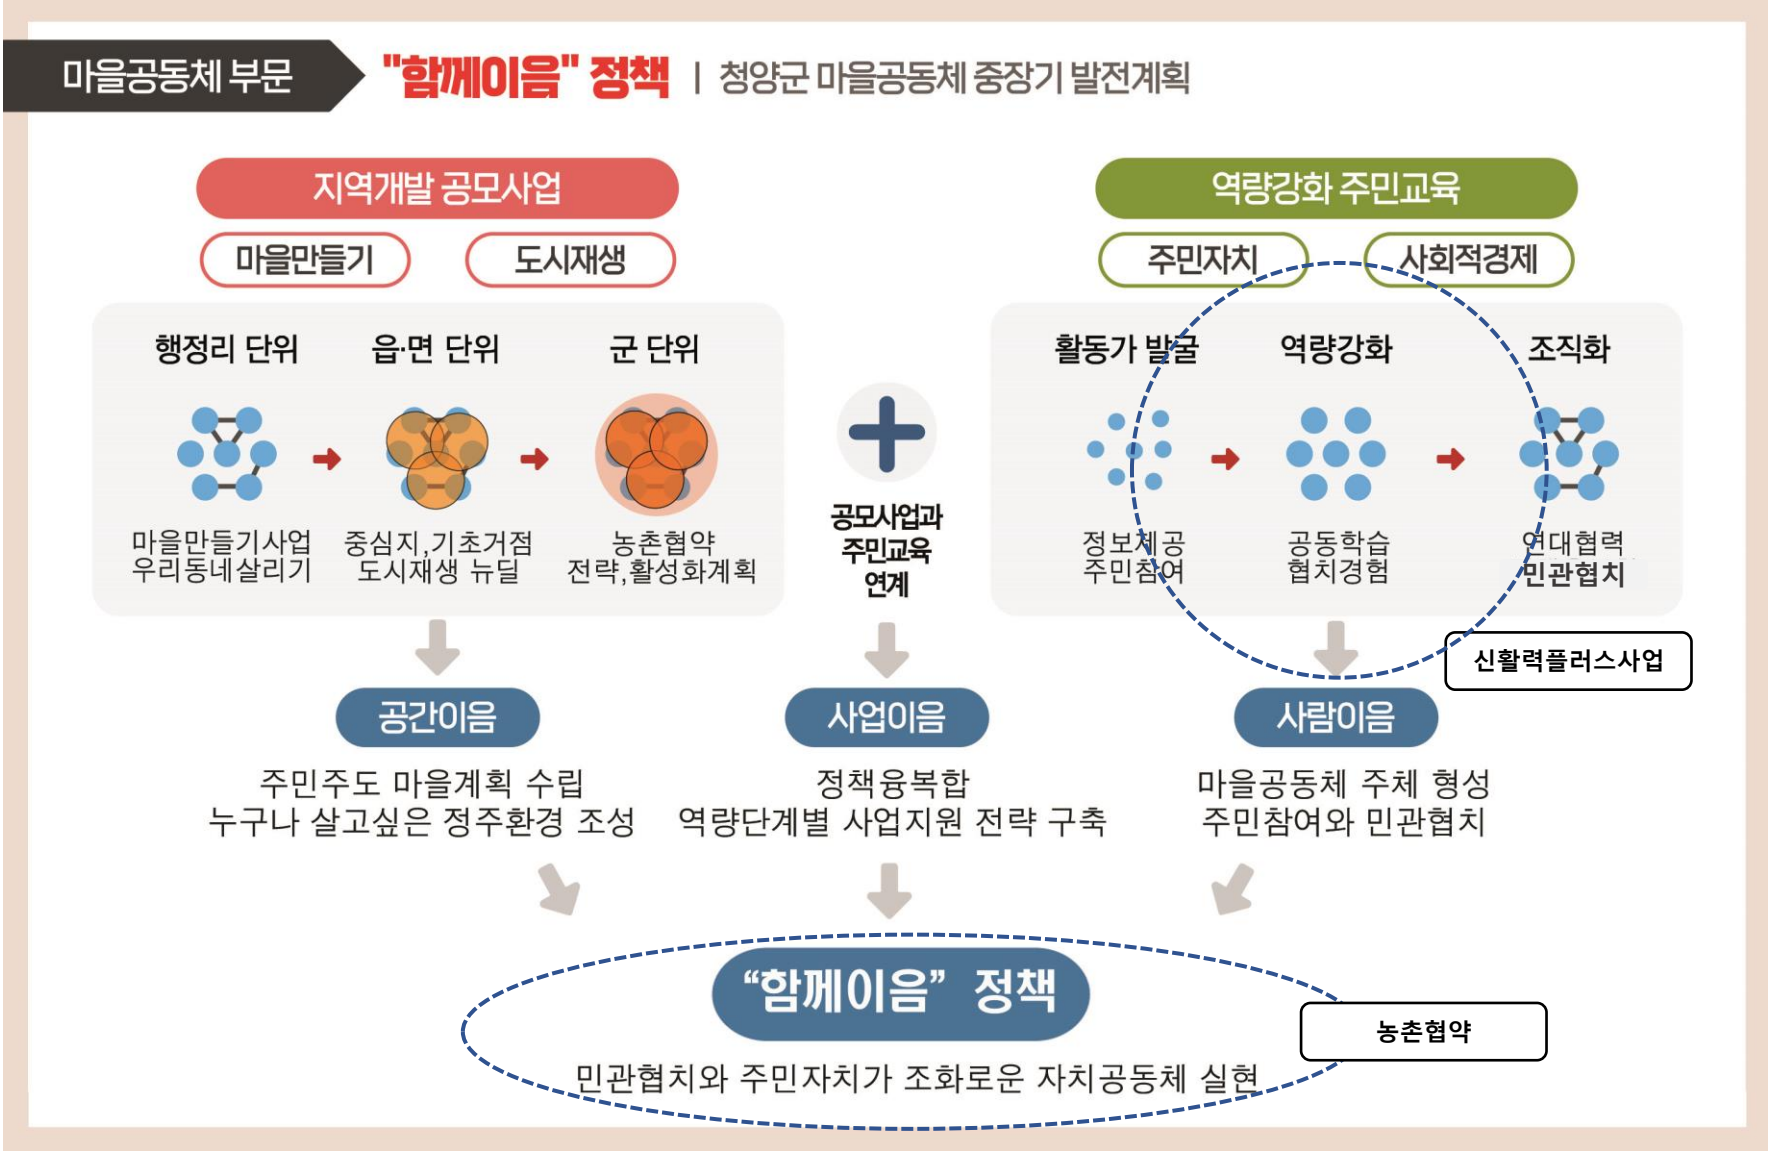 마을공동체 부문
"함께이음" 정책 | 청양군 마을공동체 중장기 발전계획
지역개발 공모사업
마을만들기
도시재생
행정리 단위
읍·면 단위
군 단위
마을만들기사업
우리동네살리기
중심지,기초거점
도시재생 뉴딜
농촌협약
전략,활성화계획
공모사업과
주민교육
연계
역량강화 주민교육
주민자치
사회적경제
활동가 발굴
역량강화
조직화
정보제공
주민참여
공동학습
협치경험
연대협력
민관협치
신활력플러스사업
공간이음
주민주도 마을계획 수립
누구나 살고싶은 정주환경 조성
사업이음
정책융복합
역량단계별 사업지원 전략 구축
사람이음
마을공동체 주체 형성
주민참여와 민관협치
“함께이음” 정책
농촌협약
민관협치와 주민자치가 조화로운 자치공동체 실현